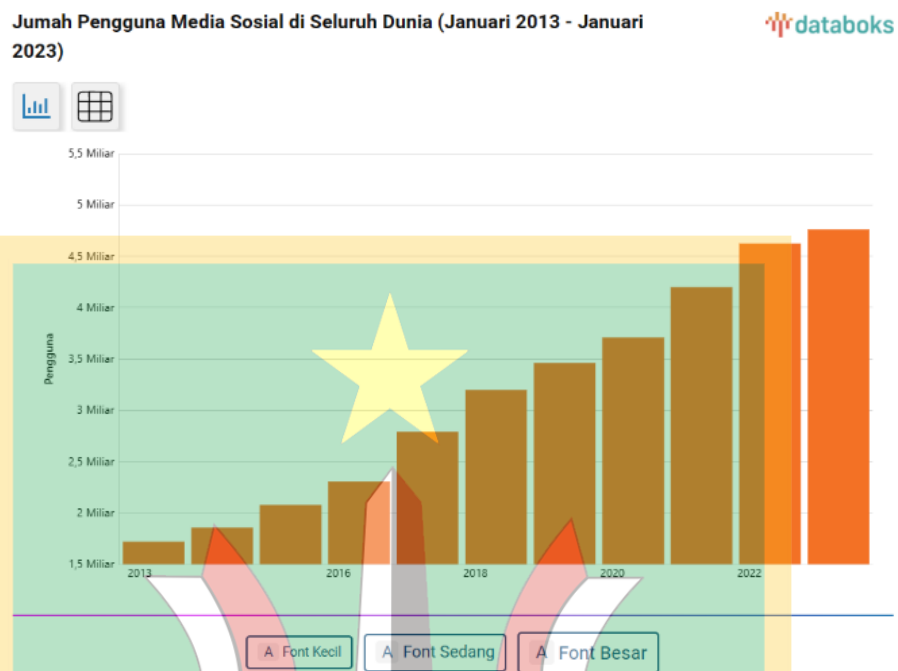 Jumah Pengguna Media Sosial di Seluruh Dunia (Januari 2013 - Januari
2023)
databoks
5,5 Miliar
5 Miliar
4,5 Miliar
4 Miliar
3,5 Miliar
3 Miliar
2,5 Miliar
2 Miliar
1,5 Miliar
Pengguna
2013 2016 2018 2020 2022
A Font Kecil A Font Sedang A Font Besar